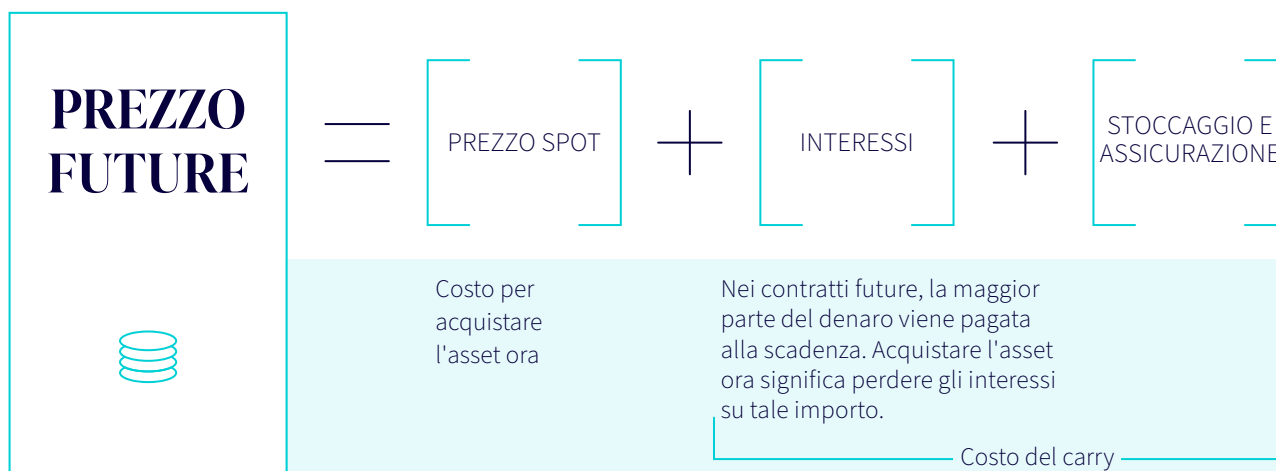 PREZZO
FUTURE
=
PREZZO SPOT
+
INTERESSI
+
STOCCAGGIO E
ASSICURAZIONE
Costo per
acquistare
l'asset ora
Nei contratti future, la maggior
parte del denaro viene pagata
alla scadenza. Acquistare l'asset
ora significa perdere gli interessi
su tale importo.
Costo del carry